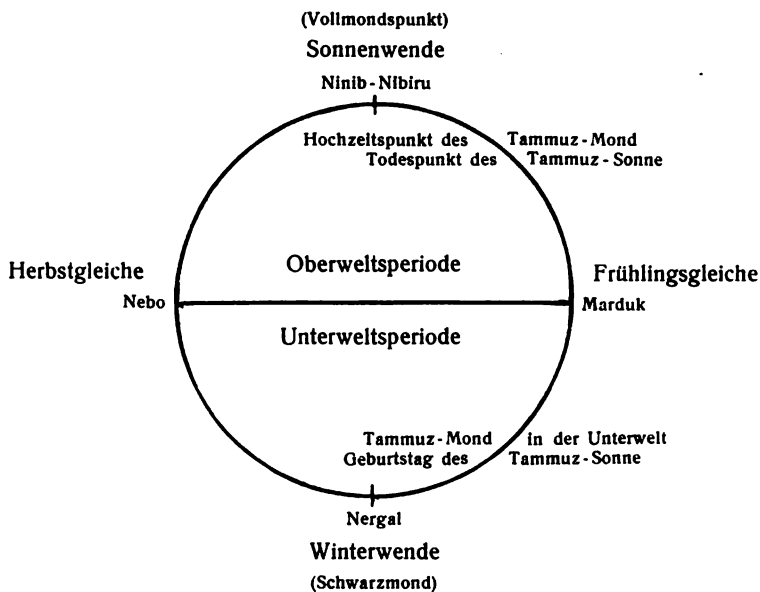 (Vollmondspunkt)
Sonnenwende
Ninib-Nibiru
Hochzeitspunkt des Tammuz-Mond
Todespunkt des Tammuz-Sonne
Herbstgleiche
Oberweltsperiode
Frühlingsgleiche
Nebo
Marduk
Unterweltsperiode
Tammuz-Mond in der Unterwelt
Geburtstag des Tammuz-Sonne
Nergal
Winterwende
(Schwarzmond)